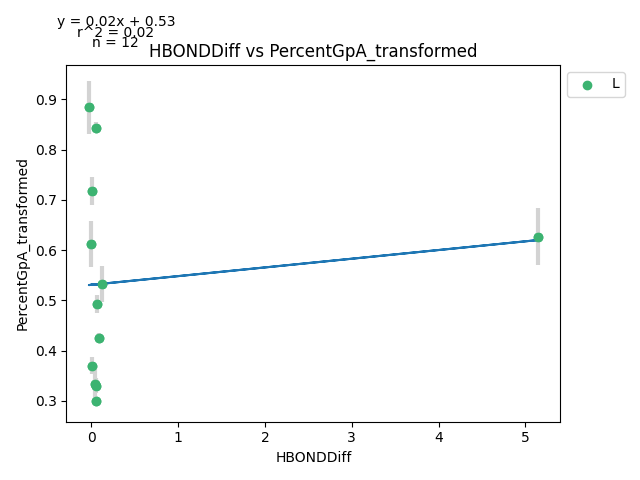 y = 0.02x + 0.53
r^2 = 0.02
n = 12
HBONDDiff vs PercentGpA_transformed
L
0.9
0.8
0.7
0.6
0.5
0.4
0.3
PercentGpA_transformed
0
1
2
3
4
5
HBONDDiff